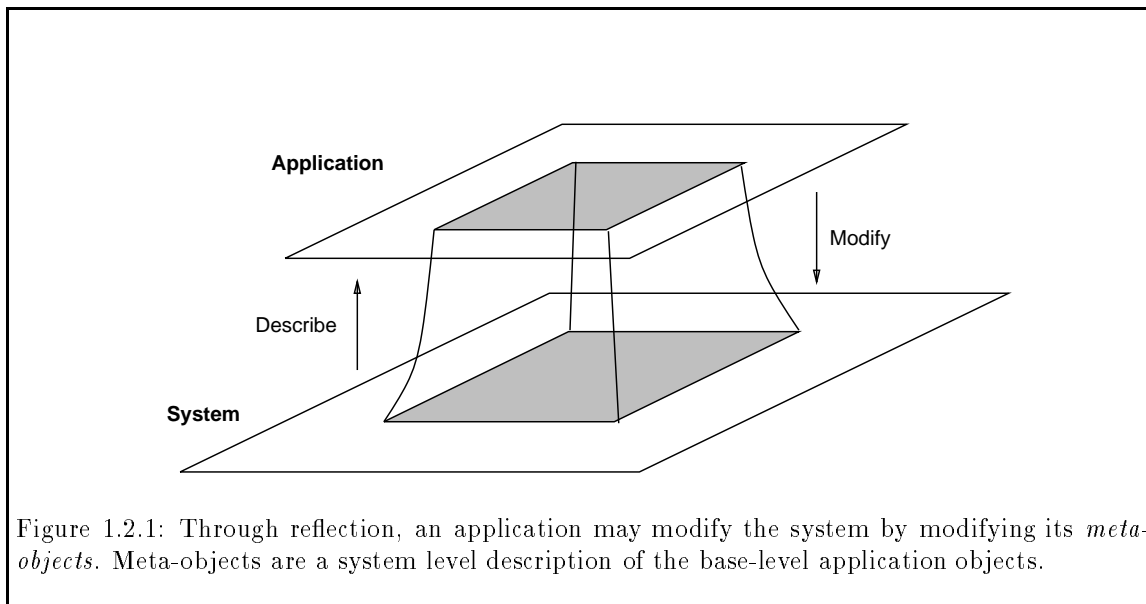 Application
Modify
Describe
System
Figure 1.2.1: Through reflection, an application may modify the system by modifying its meta-
objects. Meta-objects are a system level description of the base-level application objects.